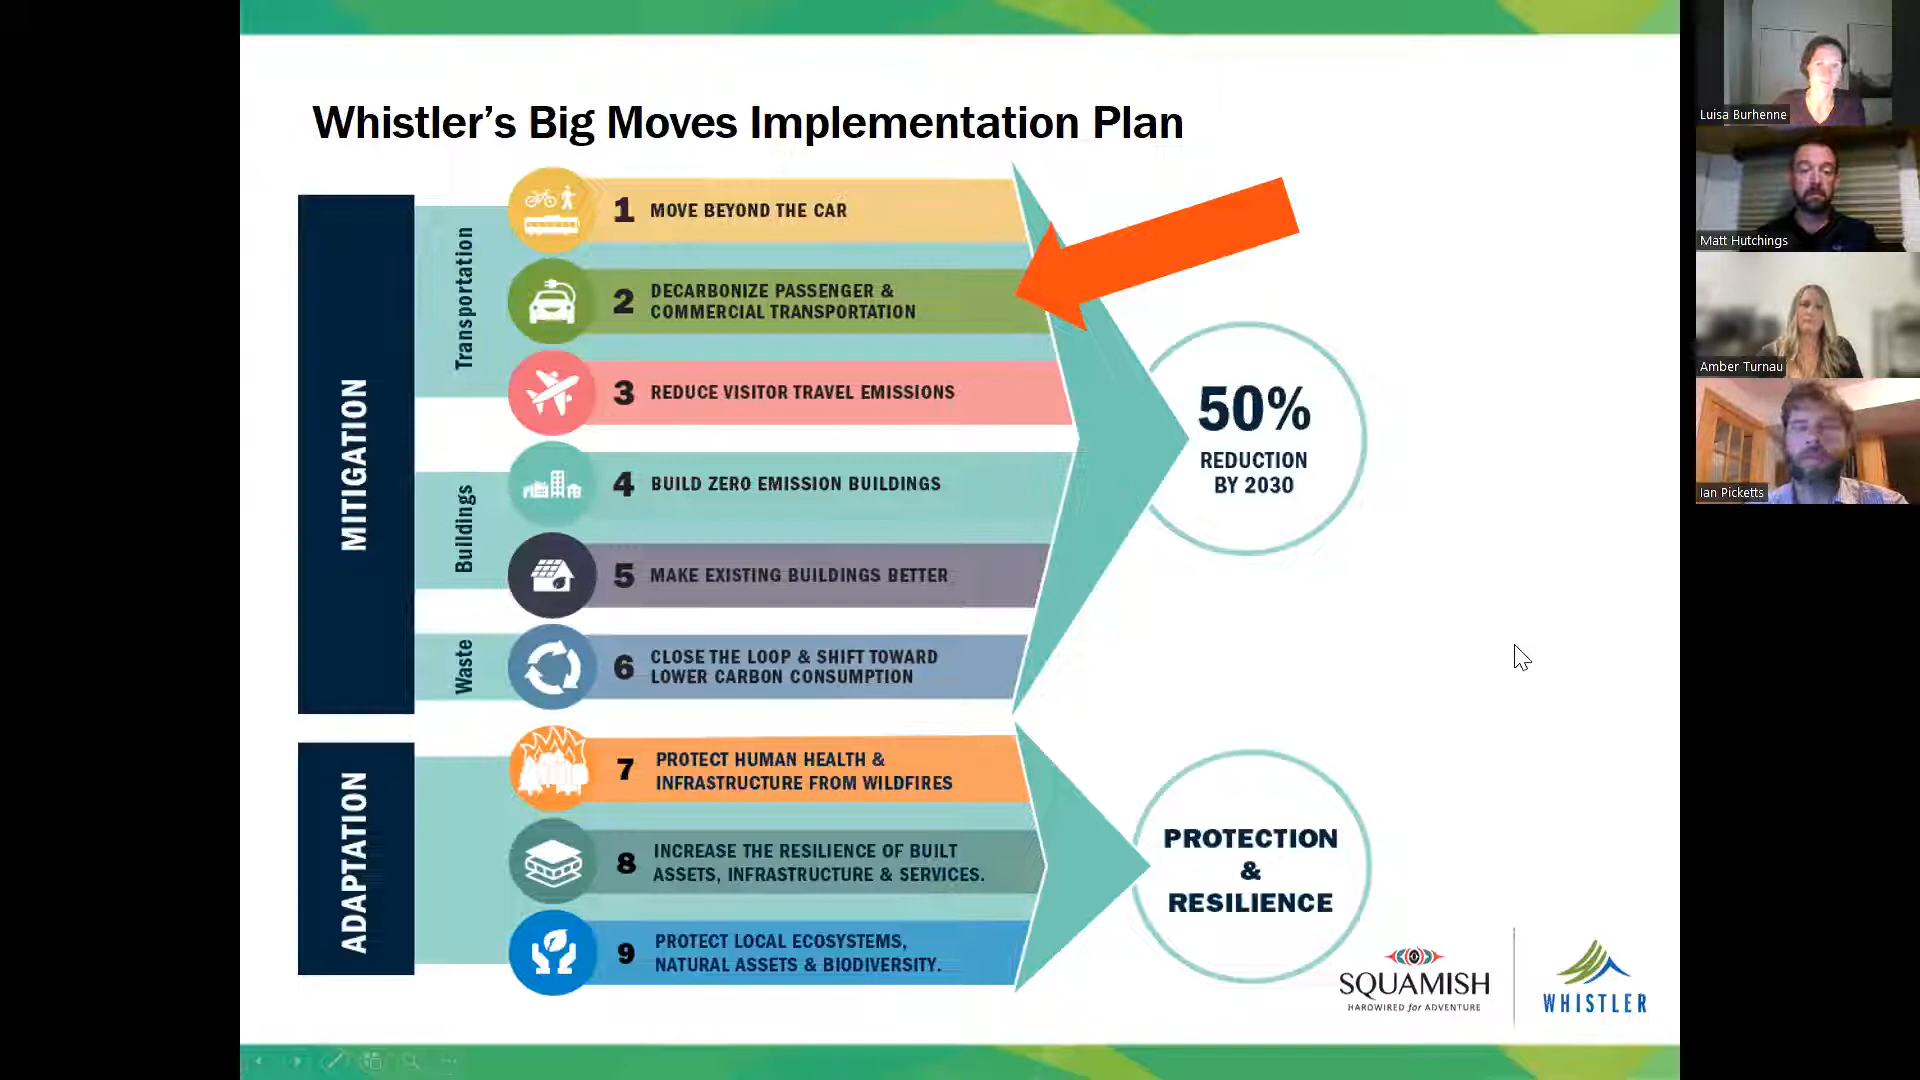 Whistler's Big Moves Implementation Plan
MITIGATION
Transportation
1 MOVE BEYOND THE CAR
2 DECARBONIZE PASSENGER &
COMMERCIAL TRANSPORTATION
3 REDUCE VISITOR TRAVEL EMISSIONS
Buildings
4 BUILD ZERO EMISSION BUILDINGS
5 MAKE EXISTING BUILDINGS BETTER
Waste
6 CLOSE THE LOOP & SHIFT TOWARD
LOWER CARBON CONSUMPTION
50%
REDUCTION
BY 2030
ADAPTATION
7 PROTECT HUMAN HEALTH &
INFRASTRUCTURE FROM WILDFIRES
8 INCREASE THE RESILIENCE OF BUILT
ASSETS, INFRASTRUCTURE & SERVICES.
9 PROTECT LOCAL ECOSYSTEMS,
NATURAL ASSETS & BIODIVERSITY.
PROTECTION
&
RESILIENCE
SQUAMISH
HARDWIRED for ADVENTURE
WHISTLER
Luisa Burhenne
Matt Hutchings
Amber Turnau
Ian Picketts